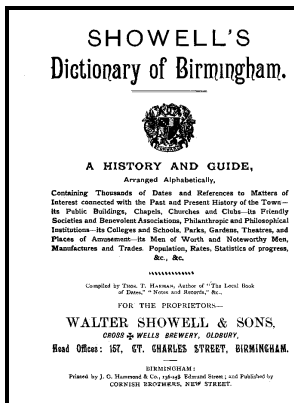 SHOWELL'S
Dictionary of Birmingham.
A HISTORY AND GUIDE,
Arranged Alphabetically,
Containing Thousands of Dates and References to Matters of
Interest connected with the Past and Present History of the Town—
its Public Buildings, Chapels, Churches and Clubs—its Friendly
Societies and Benevolent Associations, Philanthropic and Philosophical
Institutions—its Colleges and Schools, Parks, Gardens, Theatres, and
Places of Amusement—its Men of Worth and Noteworthy Men,
Manufactures and Trades, Population, Rates, Statistics of progress,
&c., &c.
Compiled by THOS. T. HARMAN, Author of "The Local Book
of Dates," "Notes and Records," &c.,
FOR THE PROPRIETORS—
WALTER SHOWELL & SONS,
CROSS WELLS BREWERY, OLDBURY,
Head Offices: 157, GT. CHARLES STREET, BIRMINGHAM.
BIRMINGHAM:
Printed by J. G. Hammond & Co., 136-138 Edmund Street; and Published by
CORNISH BROTHERS, NEW STREET.